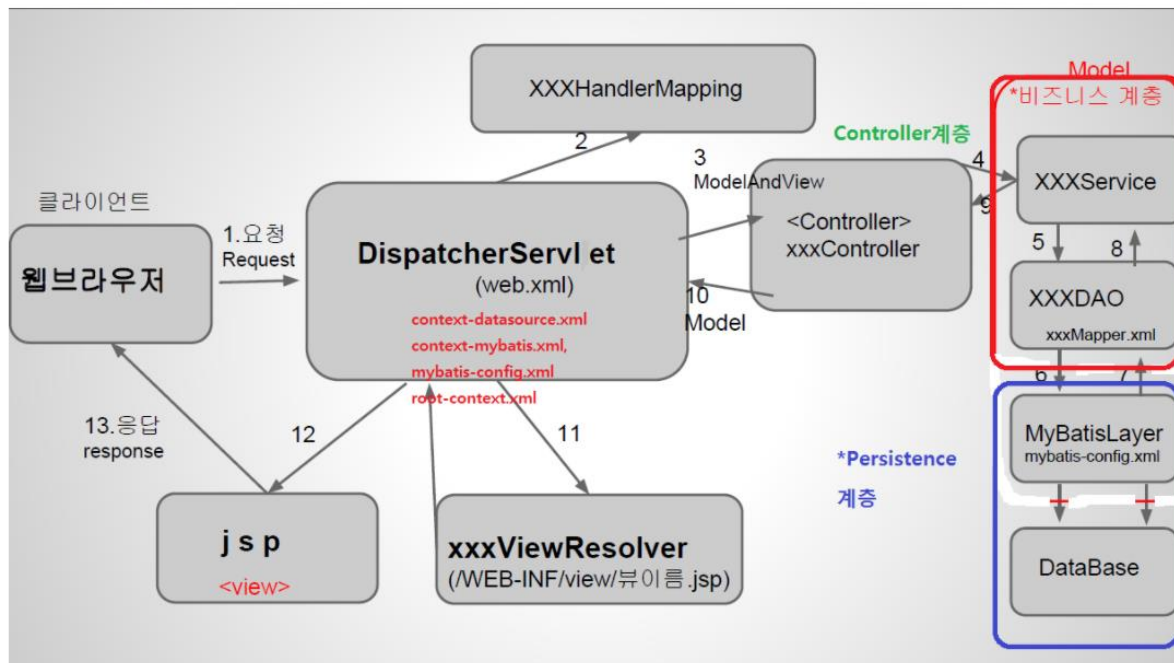 XXXHandlerMapping
2
Model
*비즈니스 계층
Controller계층
클라이언트
웹브라우저
1.요청
Request
DispatcherServl et
(web.xml)
context-datasource.xml
context-mybatis.xml,
mybatis-config.xml
root-context.xml
3
ModelAndView
<Controller>
xxxController
10
Model
4
9
XXXService
5
8
XXXDAO
xxxMapper.xml
6
7
*Persistence
계층
MyBatisLayer
mybatis-config.xml
DataBase
13.응답
response
12
11
j s p
<view>
xxxViewResolver
(/WEB-INF/view/뷰이름.jsp)